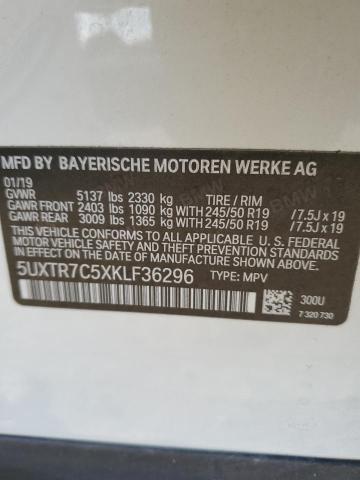 MFD BY BAYERISCHE MOTOREN WERKE AG
01/19
GVWR 5137 lbs 2330 kg TIRE / RIM
GAWR FRONT 2403 lbs 1090 kg WITH 245/50 R19 / 7.5J x 19
GAWR REAR 3009 lbs 1365 kg WITH 245/50 R19 / 7.5J x 19
THIS VEHICLE CONFORMS TO ALL APPLICABLE U.S. FEDERAL
MOTOR VEHICLE SAFETY STANDARDS IN EFFECT ON
THE DATE OF MANUFACTURE SHOWN ABOVE.
5UXTR7C5XKLF36296 TYPE: MPV
300U
7 320 730